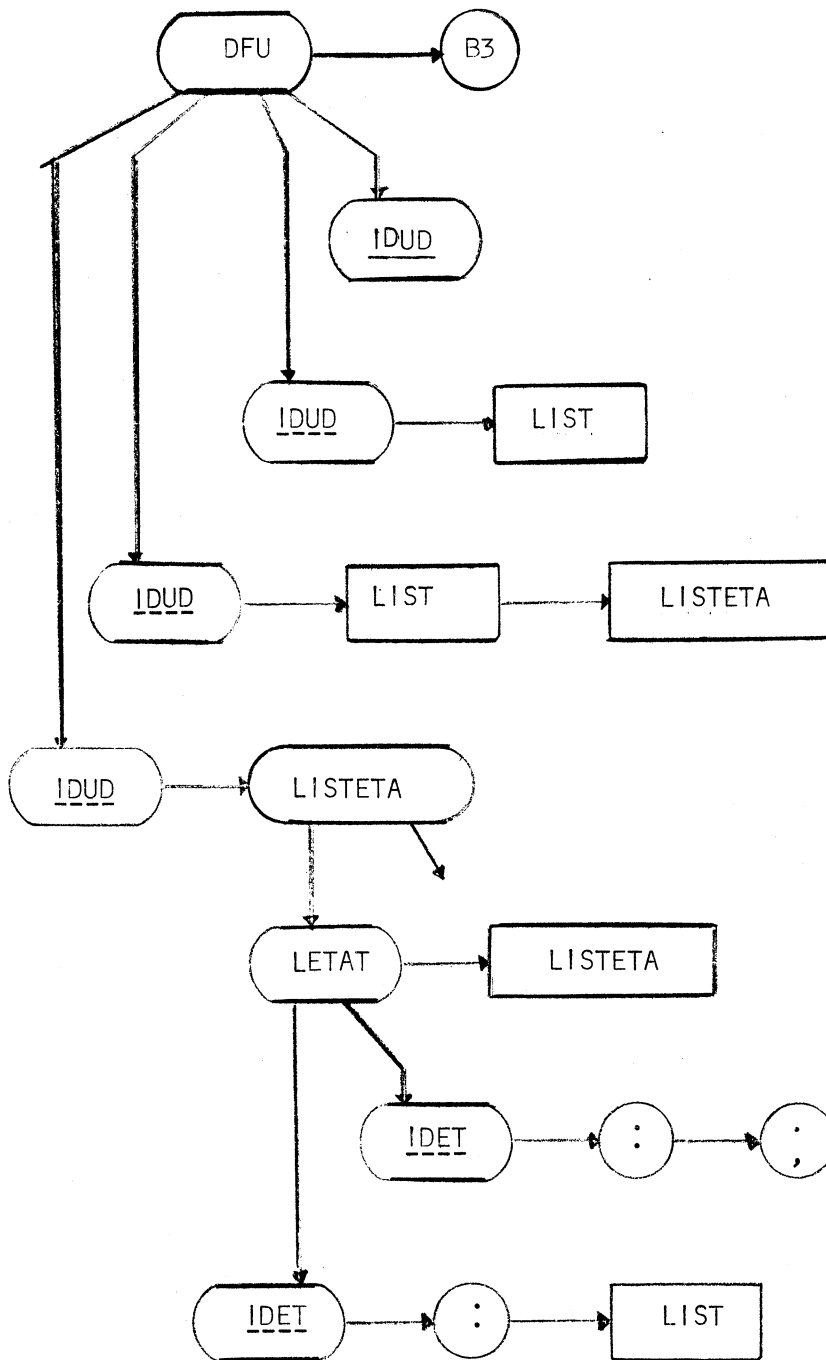 DFU B3
IDUD
IDUD LIST
IDUD LIST LISTETA
IDUD LISTETA
LETAT LISTETA
IDET : ;
IDET : LIST